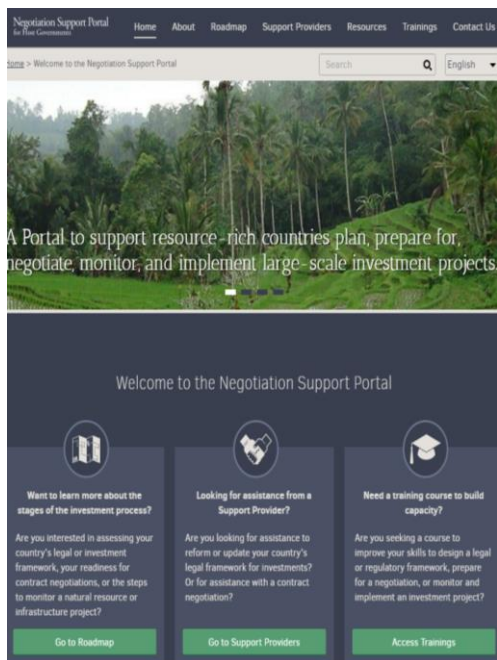 Negotiation Support Portal
for Host Governments
Home
About
Roadmap
Support Providers
Resources
Trainings
Contact Us
Home > Welcome to the Negotiation Support Portal
Search
English
A Portal to support resource-rich countries plan, prepare for,
negotiate, monitor, and implement large-scale investment projects.
Welcome to the Negotiation Support Portal
Want to learn more about the
stages of the investment process?
Are you interested in assessing your
country's legal or investment
framework, your readiness for
contract negotiations, or the steps
to monitor a natural resource or
infrastructure project?
Go to Roadmap
Looking for assistance from a
Support Provider?
Are you looking for assistance to
reform or update your country's
legal framework for investments?
Or for assistance with a contract
negotiation?
Go to Support Providers
Need a training course to build
capacity?
Are you seeking a course to
improve your skills to design a legal
or regulatory framework, prepare
for a negotiation, or monitor and
implement an investment project?
Access Trainings